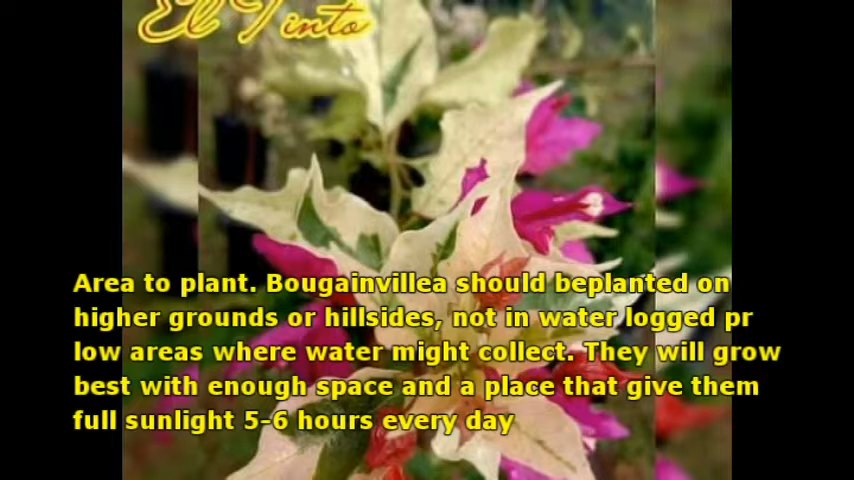 El Tinto
Area to plant. Bougainvillea should beplanted on
higher grounds or hillsides, not in water logged pr
low areas where water might collect. They will grow
best with enough space and a place that give them
full sunlight 5-6 hours every day